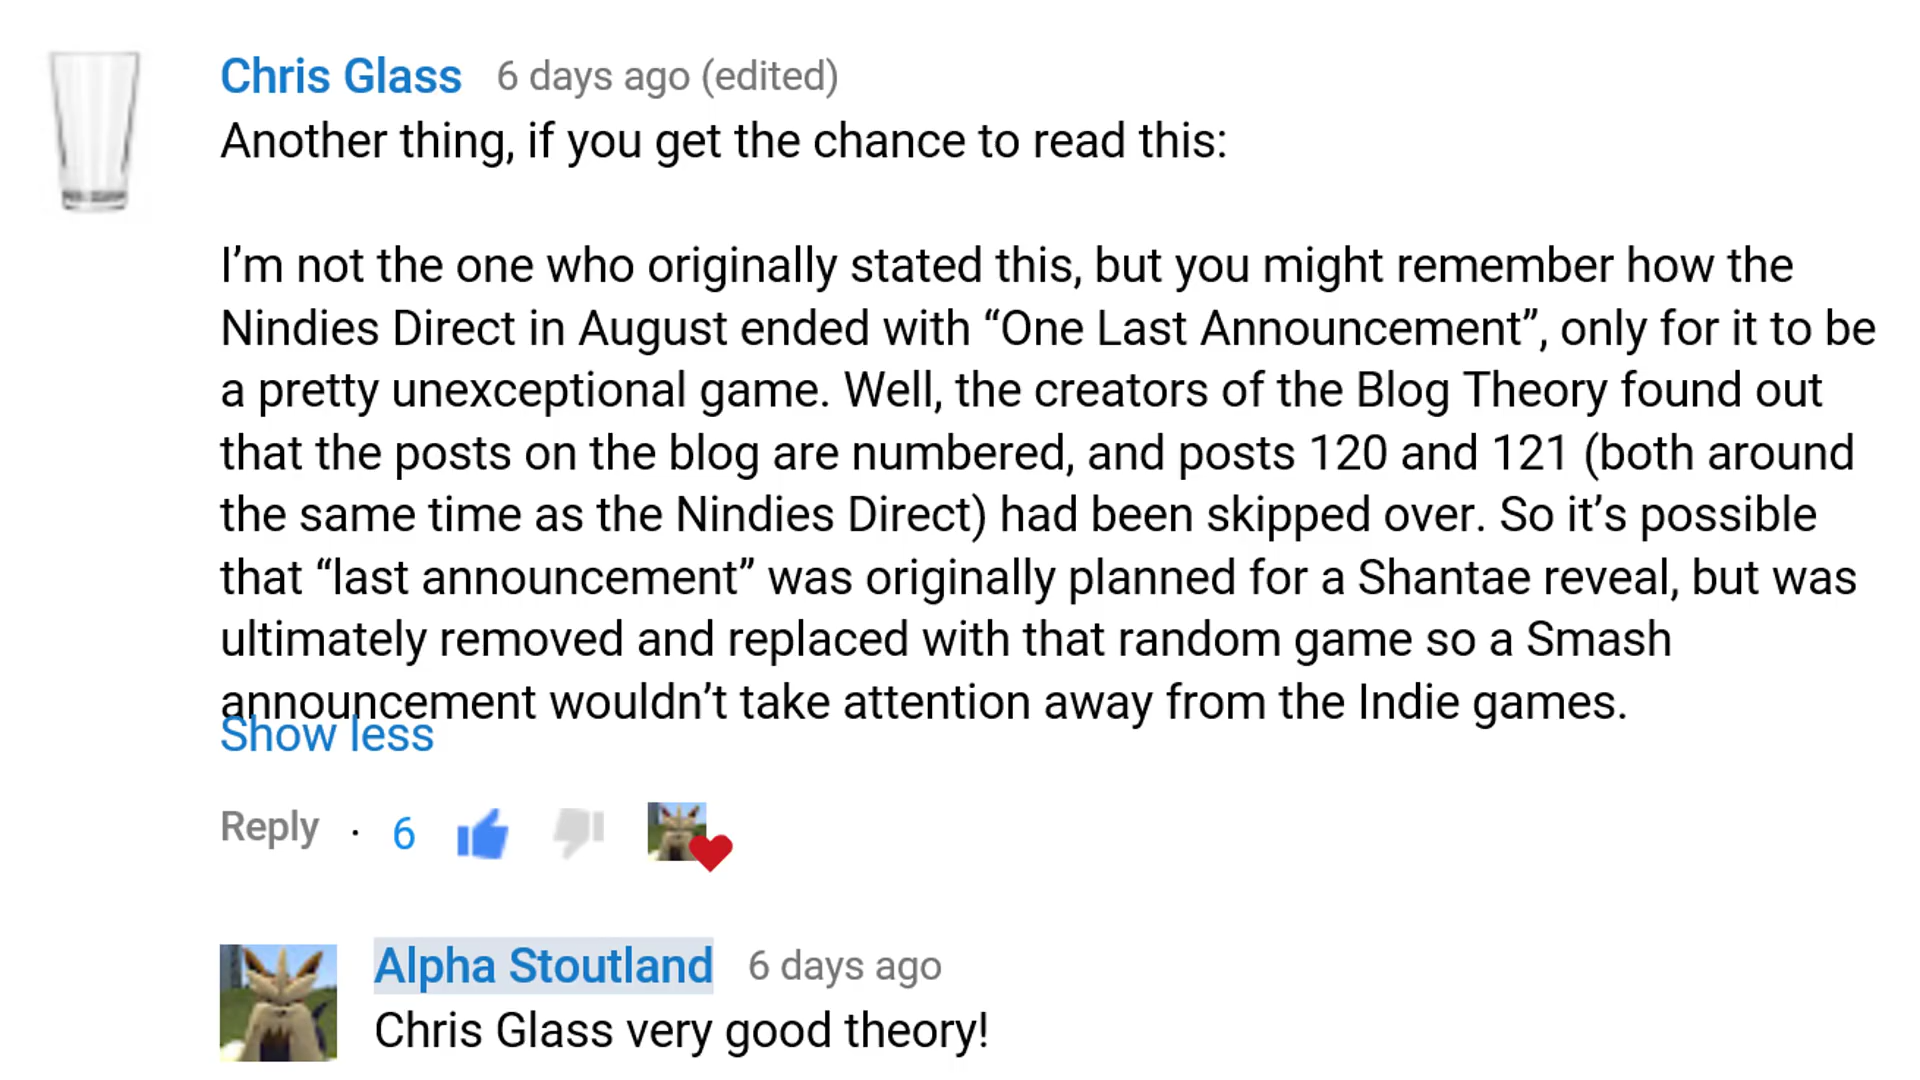 Chris Glass 6 days ago (edited)
Another thing, if you get the chance to read this:
I’m not the one who originally stated this, but you might remember how the
Nindies Direct in August ended with “One Last Announcement”, only for it to be
a pretty unexceptional game. Well, the creators of the Blog Theory found out
that the posts on the blog are numbered, and posts 120 and 121 (both around
the same time as the Nindies Direct) had been skipped over. So it’s possible
that “last announcement” was originally planned for a Shantae reveal, but was
ultimately removed and replaced with that random game so a Smash
announcement wouldn’t take attention away from the Indie games.
Show less
Reply · 6
Alpha Stoutland 6 days ago
Chris Glass very good theory!